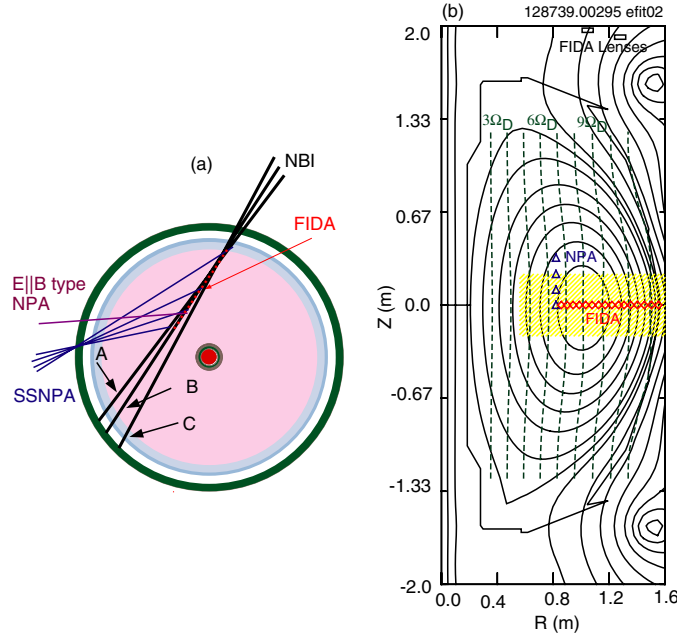 (a)
NBI
FIDA
E||B type
NPA
SSNPA
A
B
C
(b)
128739.00295 efit02
FIDA Lenses
3Ω_D 6Ω_D 9Ω_D
NPA
FIDA
Z (m)
2.0
1.33
0.67
0.0
-0.67
-1.33
-2.0
0.0 0.4 0.8 1.2 1.6
R (m)